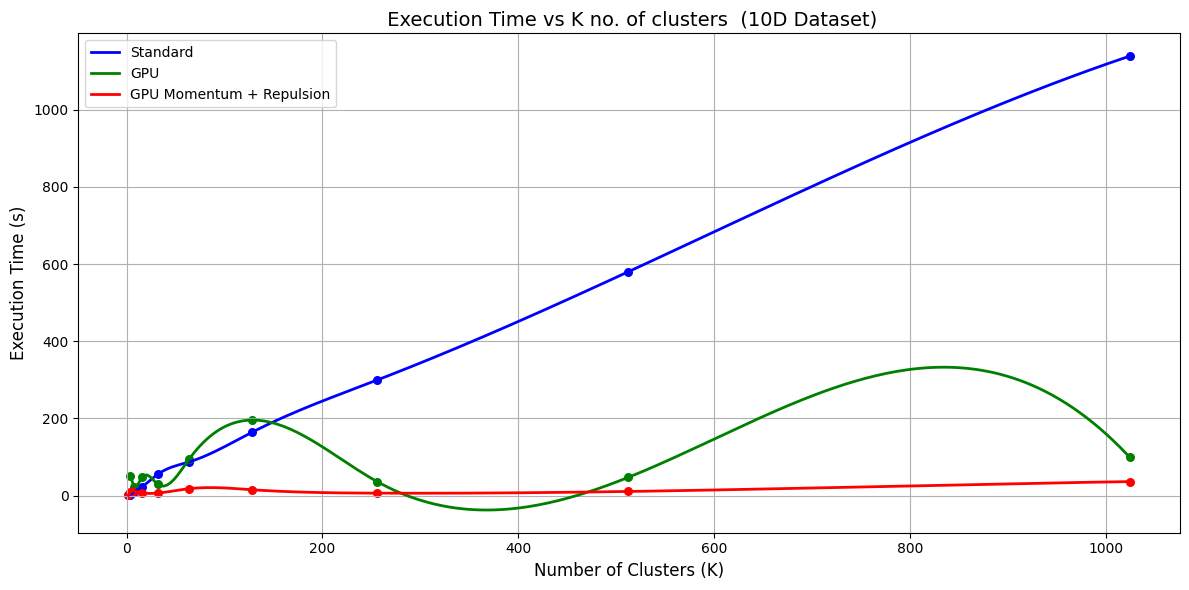 Execution Time vs K no. of clusters  (10D Dataset)
Standard
GPU
GPU Momentum + Repulsion
Execution Time (s)
1000
800
600
400
200
0
0 200 400 600 800 1000
Number of Clusters (K)